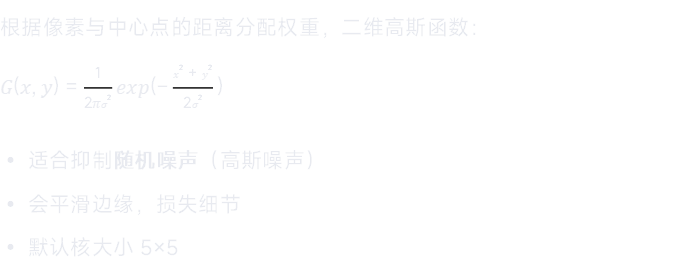 根据像素与中心点的距离分配权重，二维高斯函数：
G(x, y) = \frac{1}{2πσ²} exp(−\frac{x² + y²}{2σ²})
• 适合抑制随机噪声（高斯噪声）
• 会平滑边缘，损失细节
• 默认核大小 5×5